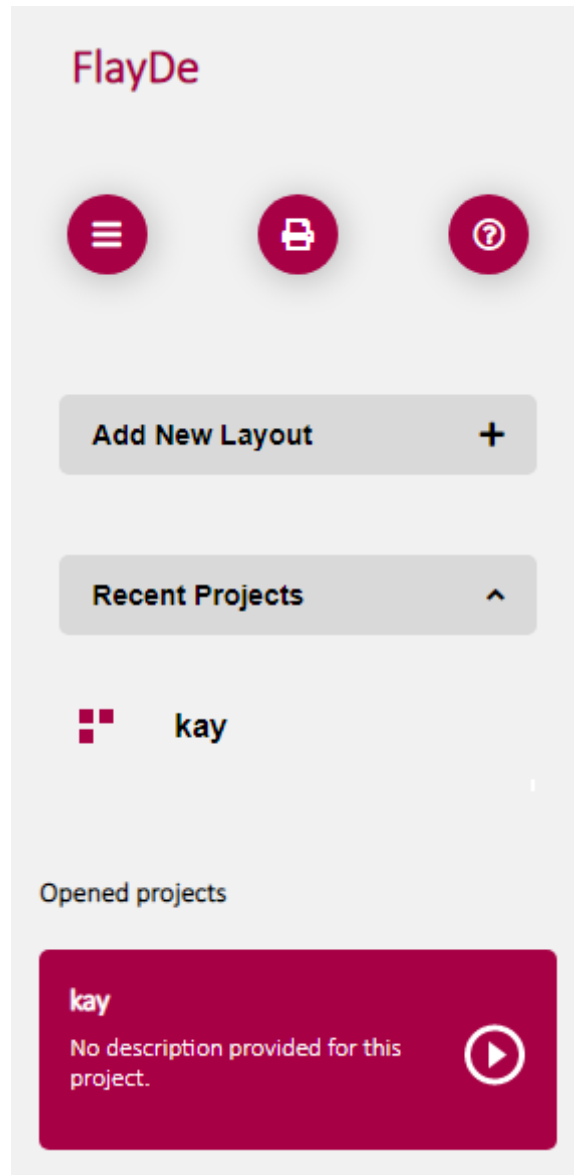 FlayDe
Add New Layout
Recent Projects
kay
Opened projects
kay
No description provided for this
project.